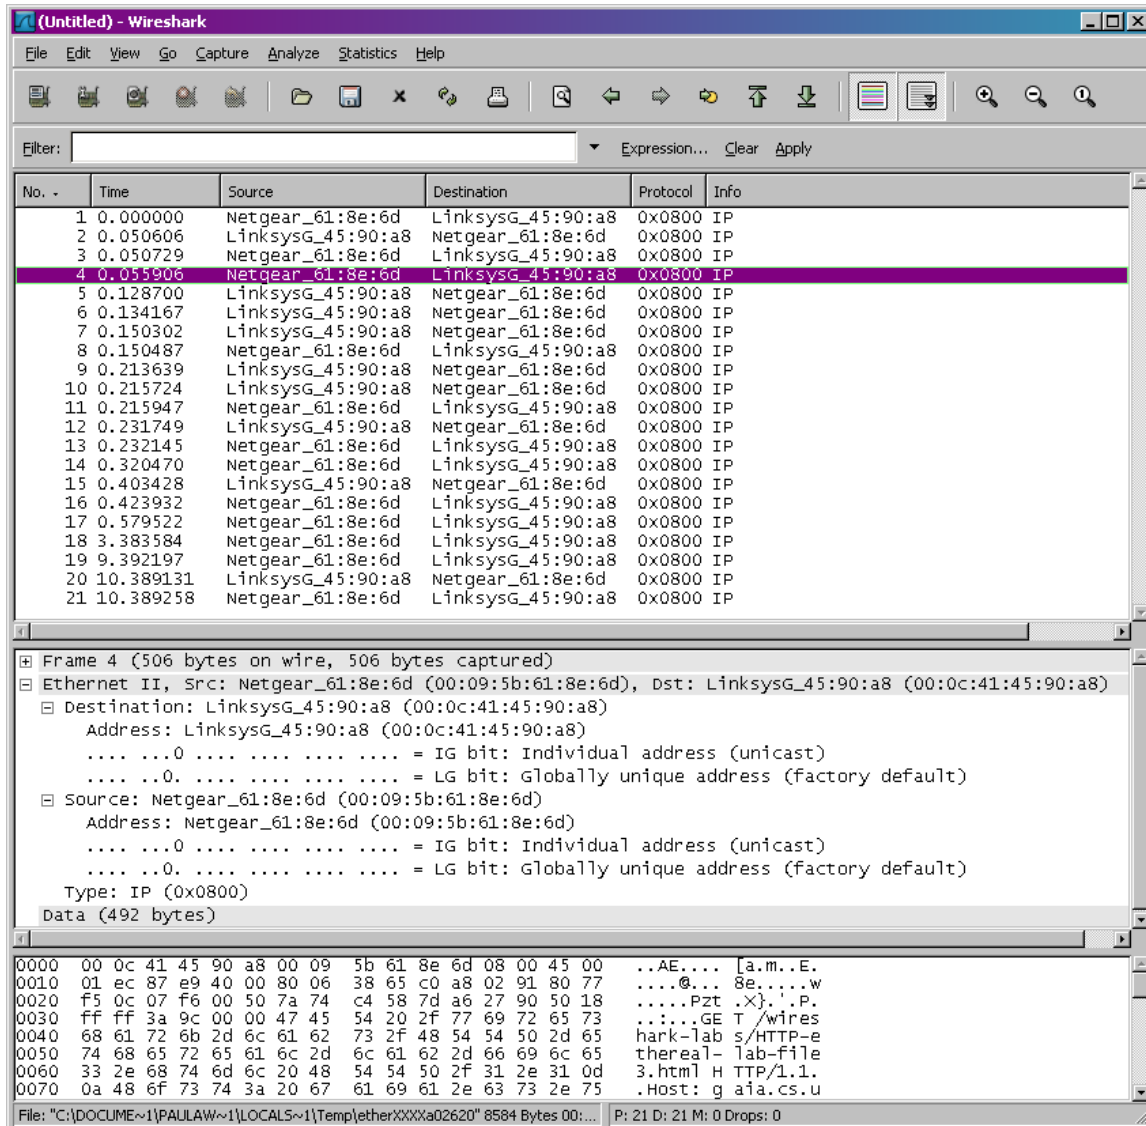 (Untitled) - Wireshark
File Edit View Go Capture Analyze Statistics Help
Filter: Expression... Clear Apply
No. - Time Source Destination Protocol Info
1 0.000000 Netgear_61:8e:6d LinksysG_45:90:a8 0x0800 IP
2 0.050606 LinksysG_45:90:a8 Netgear_61:8e:6d 0x0800 IP
3 0.050729 Netgear_61:8e:6d LinksysG_45:90:a8 0x0800 IP
4 0.055906 Netgear_61:8e:6d LinksysG_45:90:a8 0x0800 IP
5 0.128700 LinksysG_45:90:a8 Netgear_61:8e:6d 0x0800 IP
6 0.134167 LinksysG_45:90:a8 Netgear_61:8e:6d 0x0800 IP
7 0.150302 LinksysG_45:90:a8 Netgear_61:8e:6d 0x0800 IP
8 0.150487 Netgear_61:8e:6d LinksysG_45:90:a8 0x0800 IP
9 0.213639 LinksysG_45:90:a8 Netgear_61:8e:6d 0x0800 IP
10 0.215724 LinksysG_45:90:a8 Netgear_61:8e:6d 0x0800 IP
11 0.215947 Netgear_61:8e:6d LinksysG_45:90:a8 0x0800 IP
12 0.231749 LinksysG_45:90:a8 Netgear_61:8e:6d 0x0800 IP
13 0.232145 Netgear_61:8e:6d LinksysG_45:90:a8 0x0800 IP
14 0.320470 Netgear_61:8e:6d LinksysG_45:90:a8 0x0800 IP
15 0.403428 LinksysG_45:90:a8 Netgear_61:8e:6d 0x0800 IP
16 0.423932 Netgear_61:8e:6d LinksysG_45:90:a8 0x0800 IP
17 0.579522 Netgear_61:8e:6d LinksysG_45:90:a8 0x0800 IP
18 3.383584 Netgear_61:8e:6d LinksysG_45:90:a8 0x0800 IP
19 9.392197 Netgear_61:8e:6d LinksysG_45:90:a8 0x0800 IP
20 10.389131 LinksysG_45:90:a8 Netgear_61:8e:6d 0x0800 IP
21 10.389258 Netgear_61:8e:6d LinksysG_45:90:a8 0x0800 IP
Frame 4 (506 bytes on wire, 506 bytes captured)
Ethernet II, Src: Netgear_61:8e:6d (00:09:5b:61:8e:6d), Dst: LinksysG_45:90:a8 (00:0c:41:45:90:a8)
Destination: LinksysG_45:90:a8 (00:0c:41:45:90:a8)
Address: LinksysG_45:90:a8 (00:0c:41:45:90:a8)
.... ...0 .... .... .... .... = IG bit: Individual address (unicast)
.... ..0. .... .... .... .... = LG bit: Globally unique address (factory default)
Source: Netgear_61:8e:6d (00:09:5b:61:8e:6d)
Address: Netgear_61:8e:6d (00:09:5b:61:8e:6d)
.... ...0 .... .... .... .... = IG bit: Individual address (unicast)
.... ..0. .... .... .... .... = LG bit: Globally unique address (factory default)
Type: IP (0x0800)
Data (492 bytes)
0000 00 0c 41 45 90 a8 00 09 5b 61 8e 6d 08 00 45 00 ..AE.... [a.m..E.
0010 01 ec 87 e9 40 00 80 06 38 65 c0 a8 02 91 80 77 ....@... 8e.....w
0020 f5 0c 07 f6 00 50 7a 74 c4 58 7d a6 27 90 50 18 .....Pzt .X}.'.P.
0030 ff ff 3a 9c 00 00 47 45 54 20 2f 77 69 72 65 73 ..:...GE T /wires
0040 68 61 72 6b 2d 6c 61 62 73 2f 48 54 54 50 2d 65 hark-lab s/HTTP-e
0050 74 68 65 72 65 61 6c 2d 6c 61 62 2d 66 69 6c 65 thereal- lab-file
0060 33 2e 68 74 6d 6c 20 48 54 54 50 2f 31 2e 31 0d 3.html H TTP/1.1.
0070 0a 48 6f 73 74 3a 20 67 61 69 61 2e 63 73 2e 75 .Host: g aia.cs.u
File: "C:\DOCUME~1\PAULAW~1\LOCALS~1\Temp\etherXXXXa02620" 8584 Bytes 00:... P: 21 D: 21 M: 0 Drops: 0